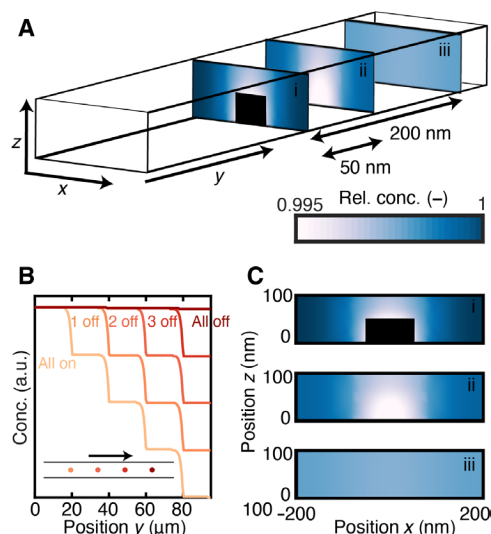 A
iii
ii
i
z
x
y
200 nm
50 nm
Rel. conc. (–)
0.995
1
B
1 off
2 off
3 off
All off
All on
Conc. (a.u.)
0
20
40
60
80
Position y (μm)
C
100
0
i
100
0
ii
iii
Position z (nm)
100
–200
0
200
Position x (nm)